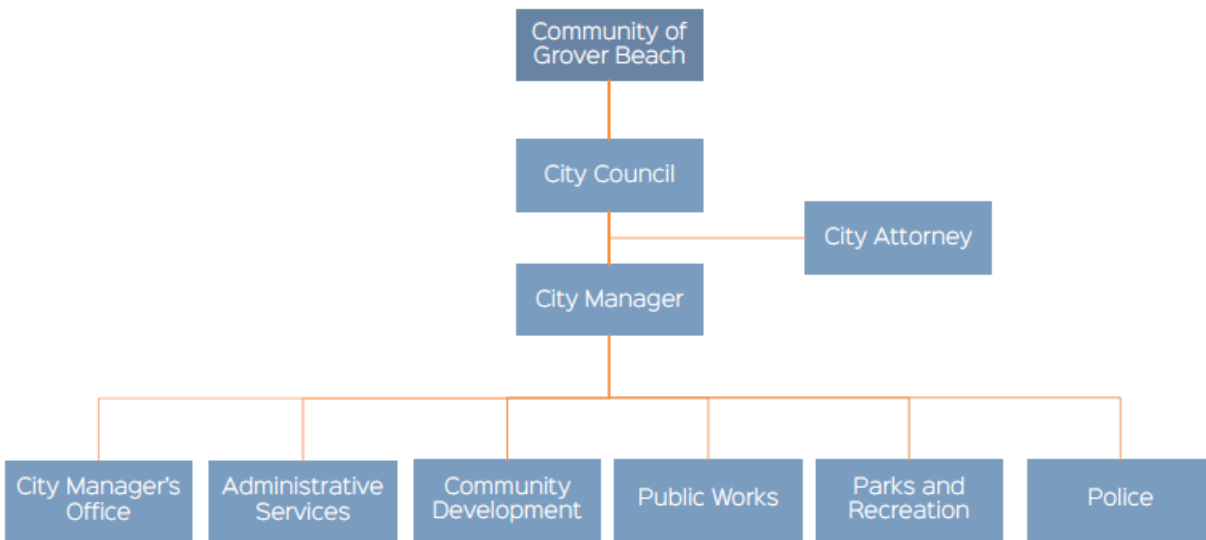 Community of
Grover Beach
City Council
City Attorney
City Manager
City Manager's
Office
Administrative
Services
Community
Development
Public Works
Parks and
Recreation
Police